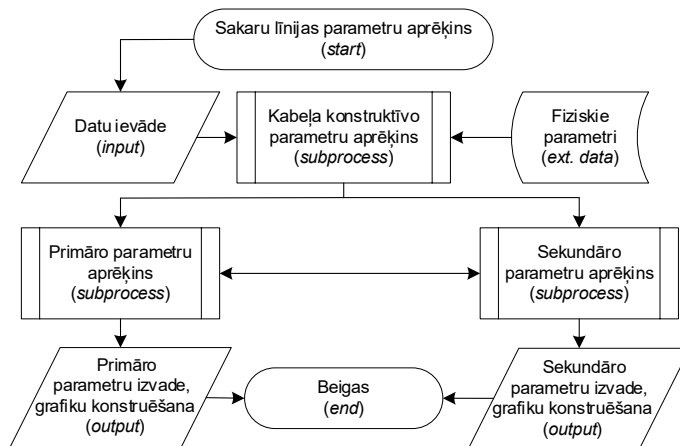 Sakaru līnijas parametru aprēķins
(start)
Datu ievāde
(input)
Kabeļa konstruktīvo
parametru aprēķins
(subprocess)
Fiziskie
parametri
(ext. data)
Primāro parametru
aprēķins
(subprocess)
Sekundāro
parametru aprēķins
(subprocess)
Primāro
parametru izvade,
grafiku konstruēšana
(output)
Beigas
(end)
Sekundāro
parametru izvade,
grafiku konstruēšana
(output)